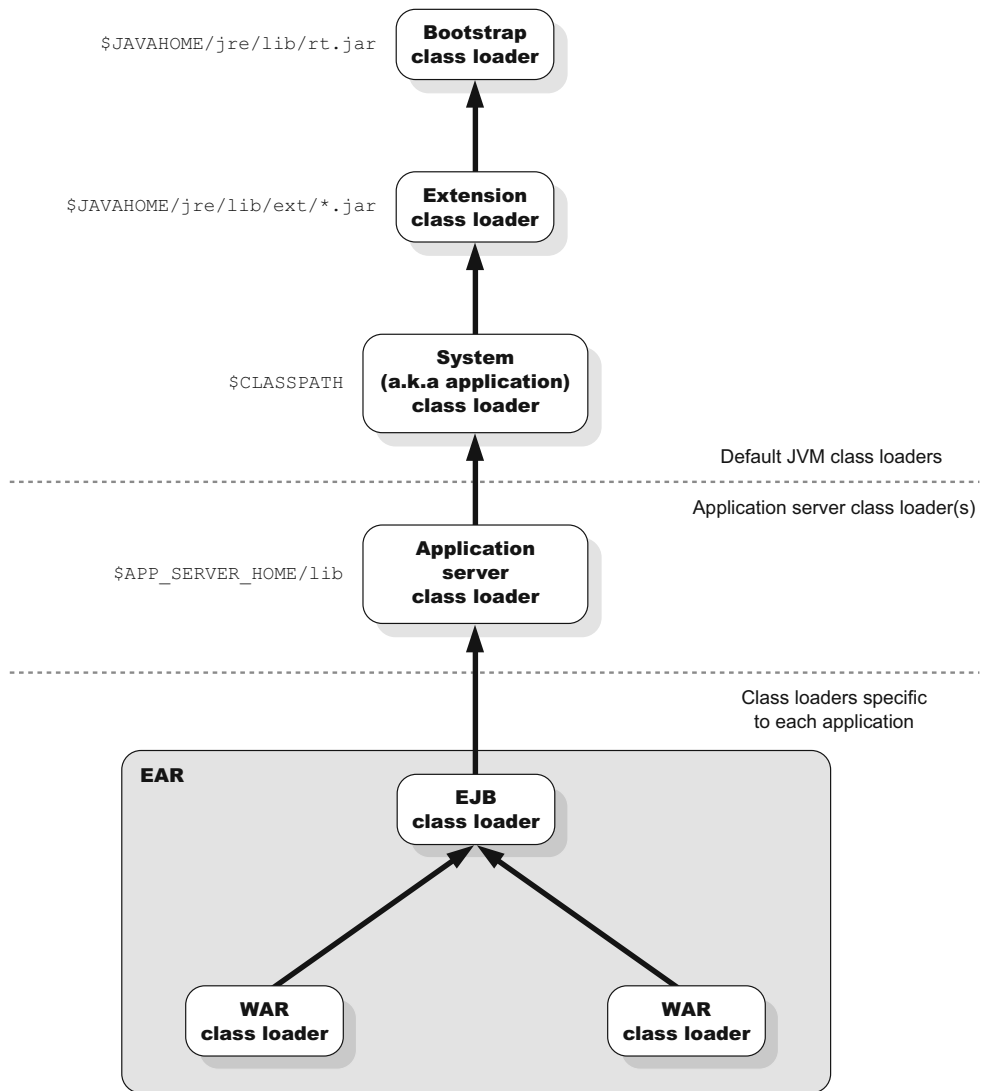 $JAVAHOME/jre/lib/rt.jar
Bootstrap
class loader
$JAVAHOME/jre/lib/ext/*.jar
Extension
class loader
$CLASSPATH
System
(a.k.a application)
class loader
Default JVM class loaders
Application server class loader(s)
$APP_SERVER_HOME/lib
Application
server
class loader
Class loaders specific
to each application
EAR
EJB
class loader
WAR
class loader
WAR
class loader